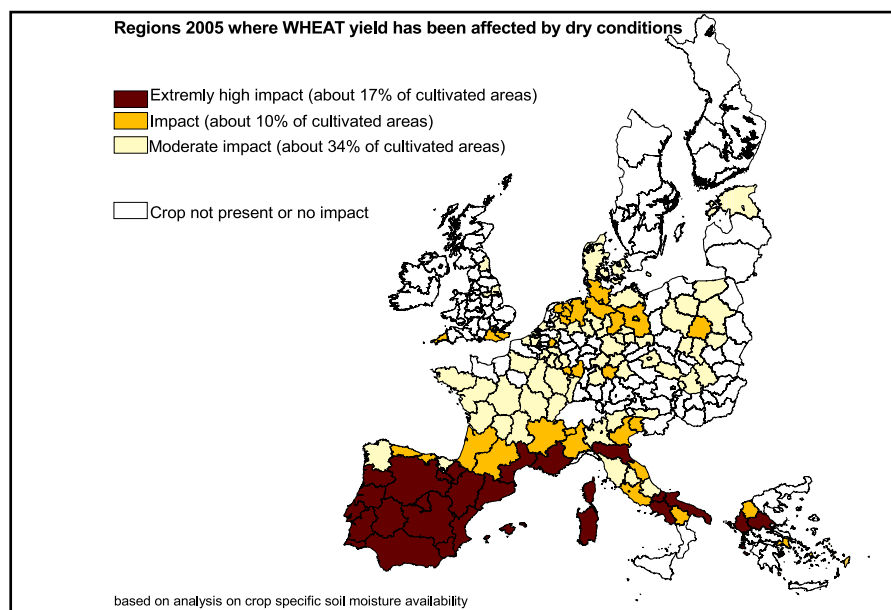 Regions 2005 where WHEAT yield has been affected by dry conditions
Extremly high impact (about 17% of cultivated areas)
Impact (about 10% of cultivated areas)
Moderate impact (about 34% of cultivated areas)
Crop not present or no impact
based on analysis on crop specific soil moisture availability